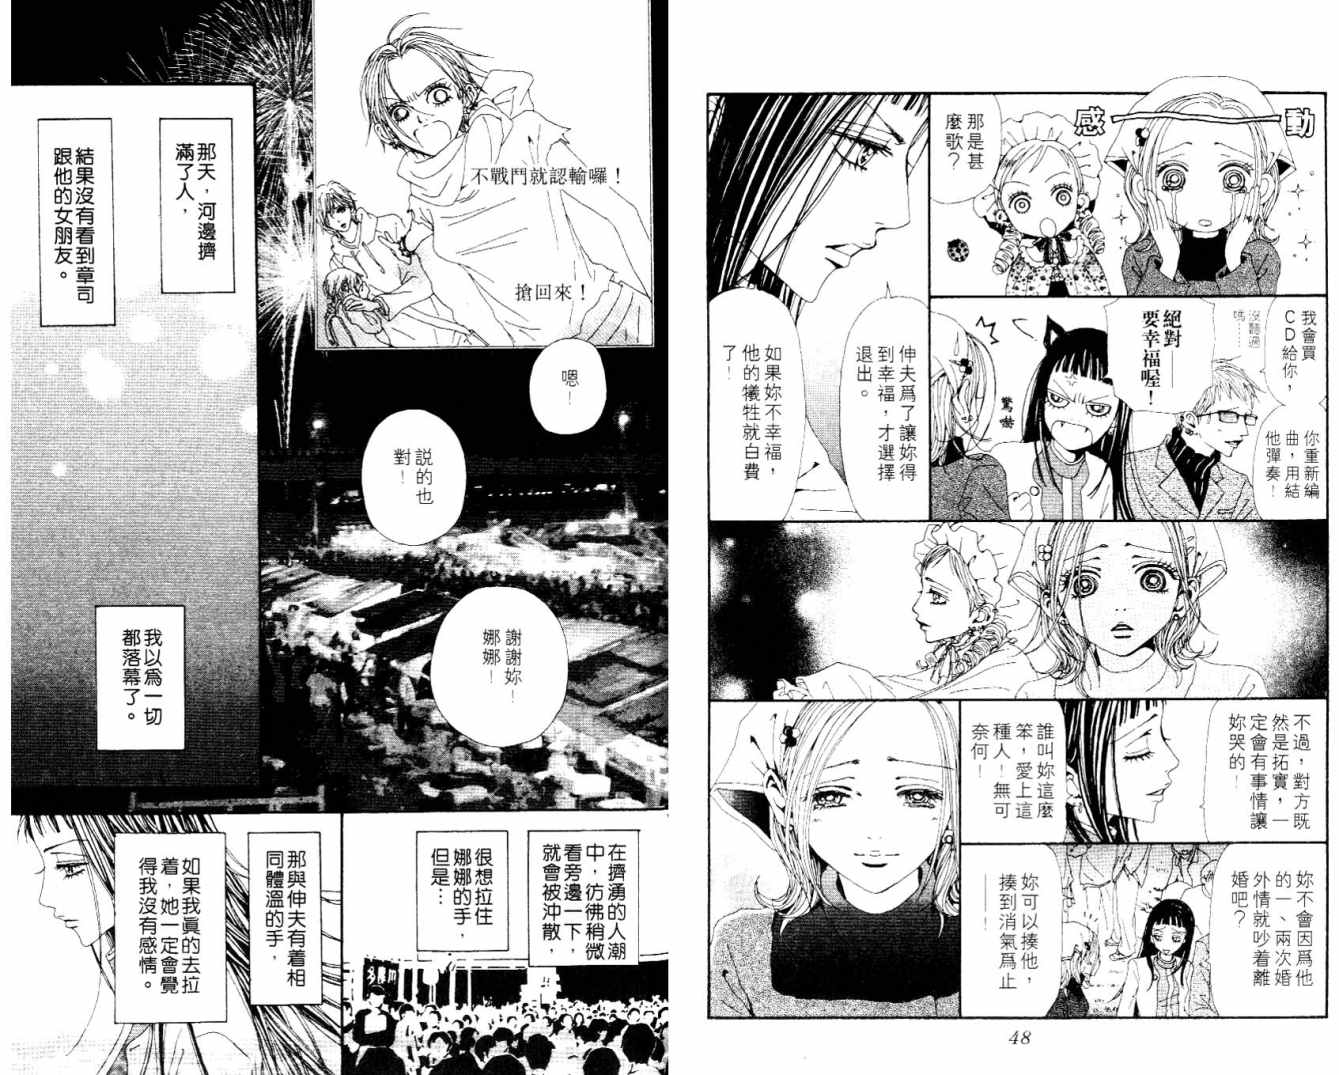 感動
那是甚
麼歌？
我會買
CD給你，
沒聽過
嗎……
你重新編
曲，用結
他彈奏！
絕對——
要幸福喔！
驚嚇
伸夫爲了讓妳得
到幸福，才選擇
退出。
如果妳不幸福，
他的犧牲就白費
了！
不過，對方既
然是拓實，一
定會有事情讓
妳哭的！
誰叫妳這麼
笨，愛上這
種人！無可
奈何！
妳不會因爲他
的一、兩次婚
外情就吵着離
婚吧？
妳可以揍他，
揍到消氣爲止
——！
48
不戰鬥就認輸囉！
搶回來！
嗯！
説的也
對！
謝謝妳！
娜娜！
那天，河邊擠
滿了人，
結果沒有看到章司
跟他的女朋友。
我以為一切
都落幕了。
在擠湧的人潮
中，彷彿稍微
看旁邊一下，
就會被沖散，
很想拉住
娜娜的手，
但是…
那與伸夫有着相
同體溫的手，
如果我真的去拉
着，她一定會覺
得我沒有感情。